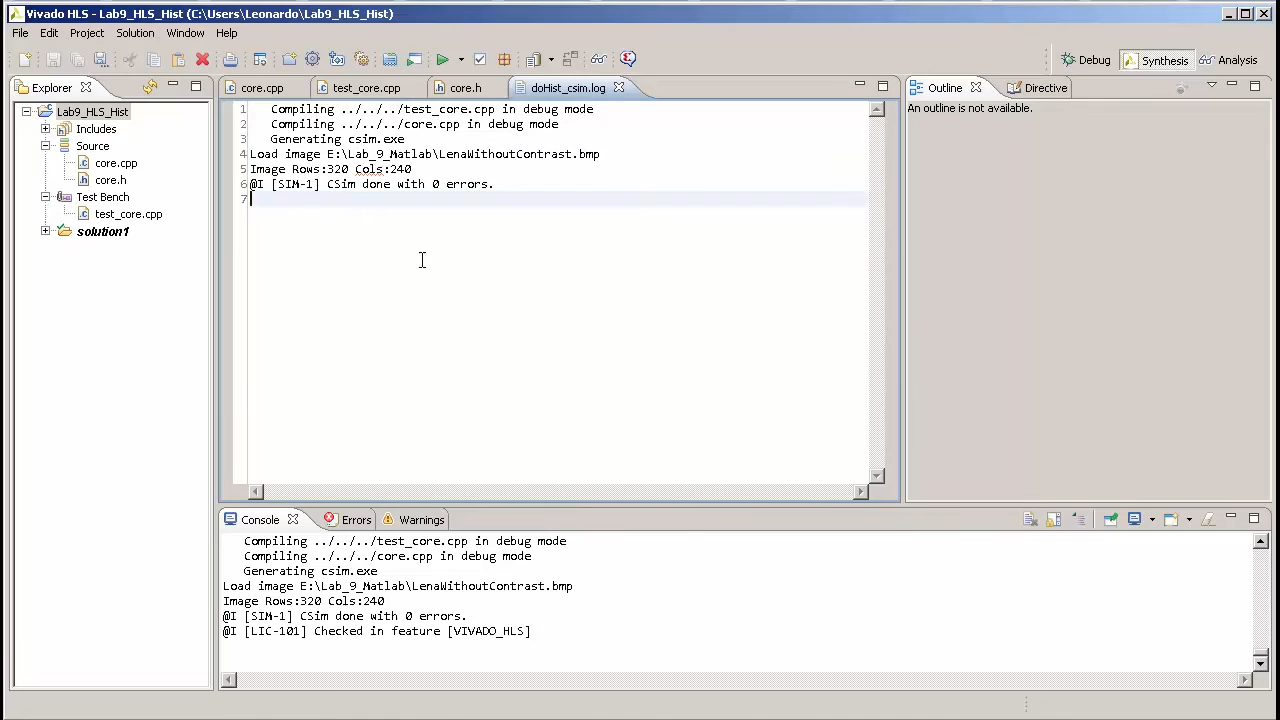 Vivado HLS - Lab9_HLS_Hist (C:\Users\Leonardo\Lab9_HLS_Hist)
File Edit Project Solution Window Help
Debug Synthesis Analysis
Explorer
Lab9_HLS_Hist
Includes
Source
core.cpp
core.h
Test Bench
test_core.cpp
solution1
core.cpp test_core.cpp core.h doHist_csim.log
1 Compiling ../../../test_core.cpp in debug mode
2 Compiling ../../../core.cpp in debug mode
3 Generating csim.exe
4 Load image E:\Lab_9_Matlab\LenaWithoutContrast.bmp
5 Image Rows:320 Cols:240
6 @I [SIM-1] CSim done with 0 errors.
7
Outline Directive
An outline is not available.
Console Errors Warnings
Compiling ../../../test_core.cpp in debug mode
Compiling ../../../core.cpp in debug mode
Generating csim.exe
Load image E:\Lab_9_Matlab\LenaWithoutContrast.bmp
Image Rows:320 Cols:240
@I [SIM-1] CSim done with 0 errors.
@I [LIC-101] Checked in feature [VIVADO_HLS]